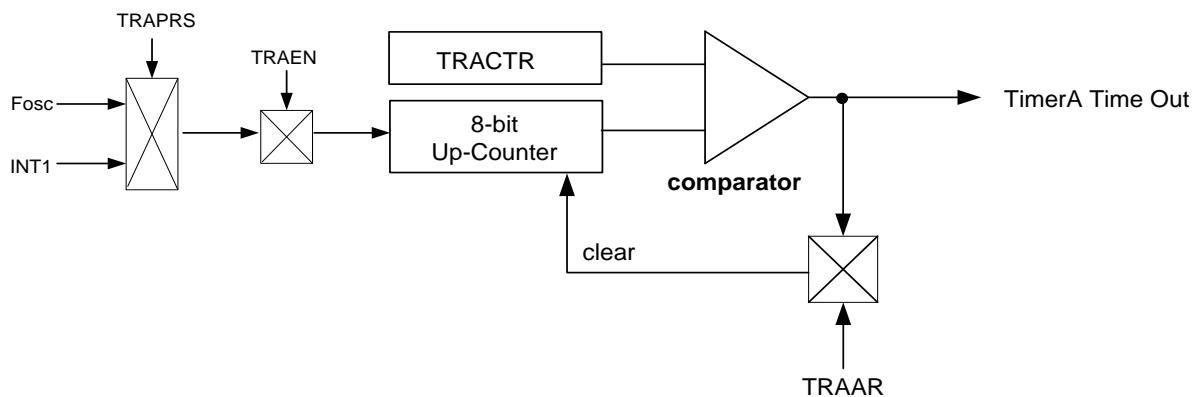 TRAPRS
TRAEN
Fosc
INT1
TRACTR
8-bit
Up-Counter
comparator
TimerA Time Out
clear
TRAAR